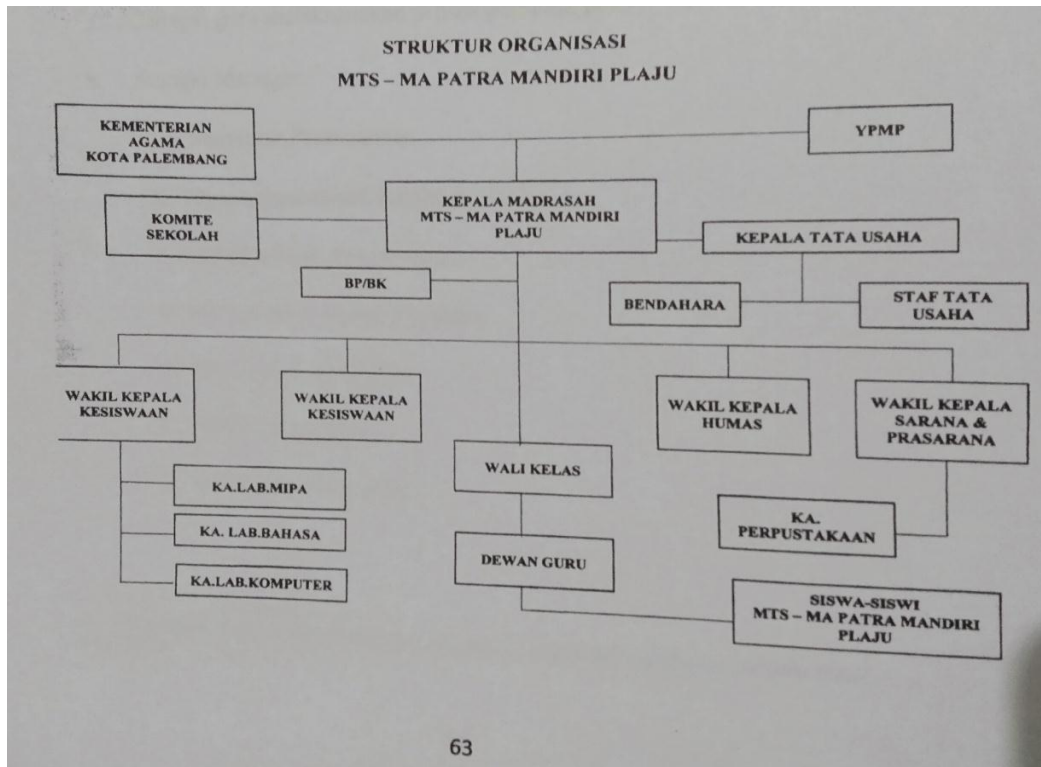 STRUKTUR ORGANISASI
MTS – MA PATRA MANDIRI PLAJU
KEMENTERIAN
AGAMA
KOTA PALEMBANG
YPMP
KEPALA MADRASAH
MTS – MA PATRA MANDIRI
PLAJU
KOMITE
SEKOLAH
KEPALA TATA USAHA
BP/BK
BENDAHARA
STAF TATA
USAHA
WAKIL KEPALA
KESISWAAN
WAKIL KEPALA
KESISWAAN
WAKIL KEPALA
HUMAS
WAKIL KEPALA
SARANA &
PRASARANA
WALI KELAS
KA.LAB.MIPA
KA. LAB.BAHASA
KA.LAB.KOMPUTER
KA.
PERPUSTAKAAN
DEWAN GURU
SISWA-SISWI
MTS – MA PATRA MANDIRI
PLAJU
63